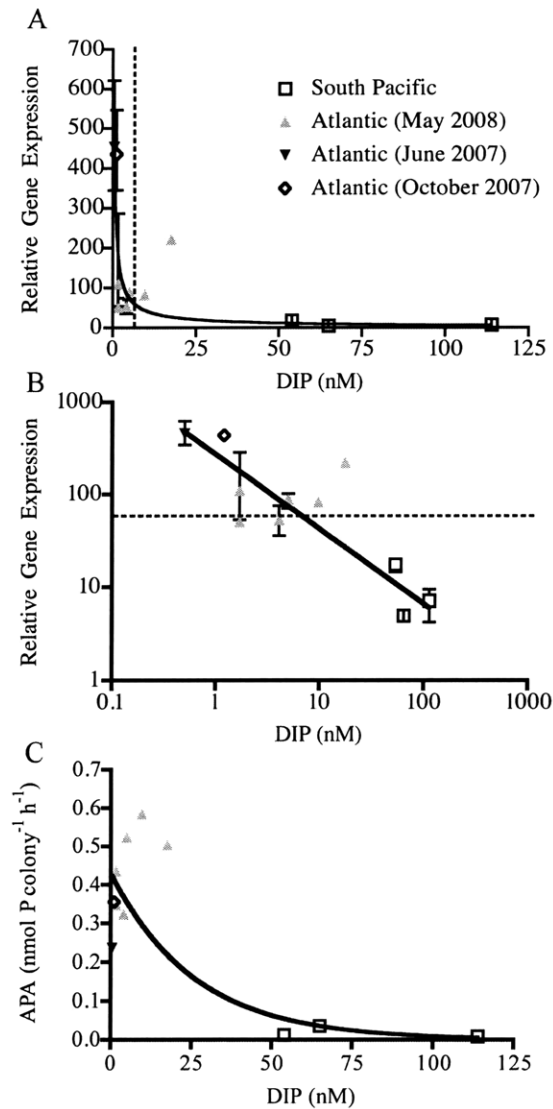 A
700
600
500
400
300
200
100
0
Relative Gene Expression
South Pacific
Atlantic (May 2008)
Atlantic (June 2007)
Atlantic (October 2007)
0 25 50 75 100 125
DIP (nM)
B
1000
100
10
1
Relative Gene Expression
0.1 1 10 100 1000
DIP (nM)
C
0.7
0.6
0.5
0.4
0.3
0.2
0.1
0.0
APA (nmol P colony⁻¹ h⁻¹)
0 25 50 75 100 125
DIP (nM)